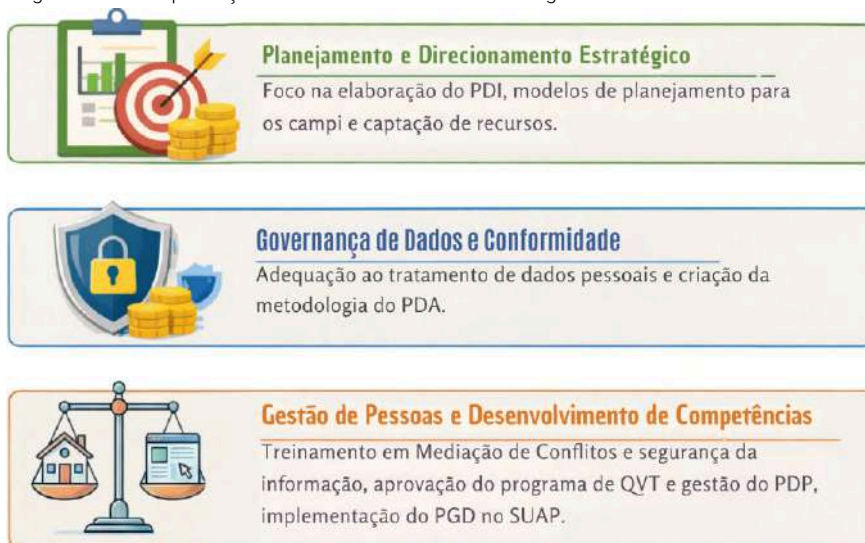 Planejamento e Direcionamento Estratégico
Foco na elaboração do PDI, modelos de planejamento para
os campi e captação de recursos.
Governança de Dados e Conformidade
Adequação ao tratamento de dados pessoais e criação da
metodologia do PDA.
Gestão de Pessoas e Desenvolvimento de Competências
Treinamento em Mediação de Conflitos e segurança da
informação, aprovação do programa de QVT e gestão do PDP,
implementação do PGD no SUAP.